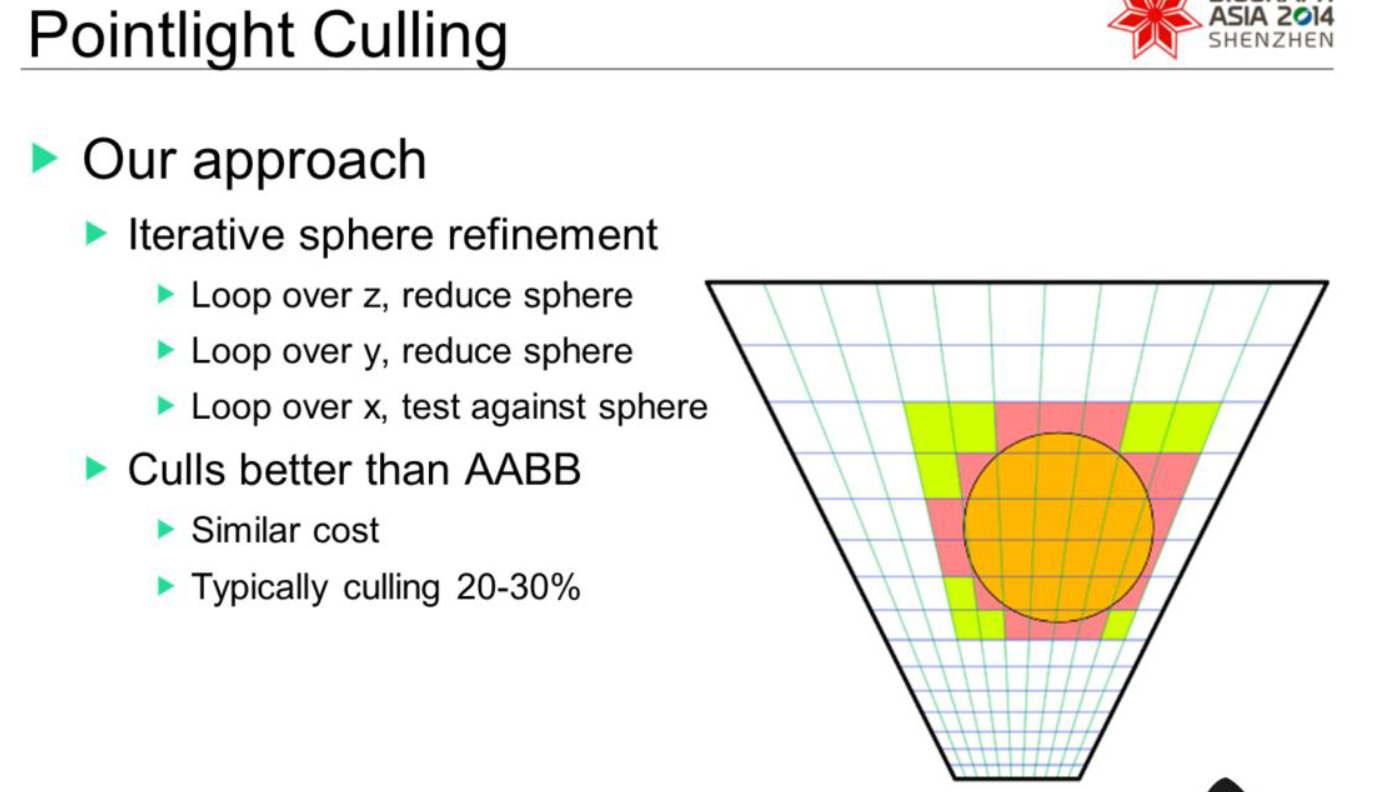 Pointlight Culling
ASIA 2014
SHENZHEN
Our approach
Iterative sphere refinement
Loop over z, reduce sphere
Loop over y, reduce sphere
Loop over x, test against sphere
Culls better than AABB
Similar cost
Typically culling 20-30%